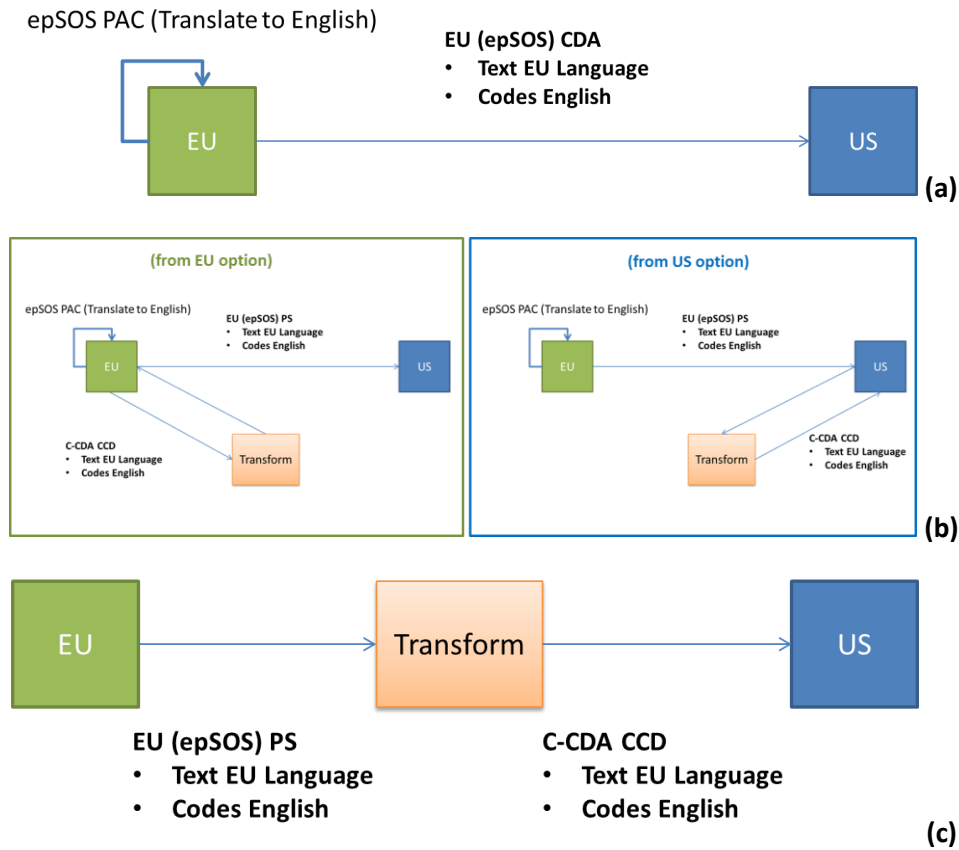 epSOS PAC (Translate to English)
EU (epSOS) CDA
• Text EU Language
• Codes English
EU
US
(a)
(from EU option)
epSOS PAC (Translate to English)
EU (epSOS) PS
• Text EU Language
• Codes English
EU
US
C-CDA CCD
• Text EU Language
• Codes English
Transform
(from US option)
epSOS PAC (Translate to English)
EU (epSOS) PS
• Text EU Language
• Codes English
EU
US
Transform
C-CDA CCD
• Text EU Language
• Codes English
(b)
EU
Transform
US
EU (epSOS) PS
• Text EU Language
• Codes English
C-CDA CCD
• Text EU Language
• Codes English
(c)